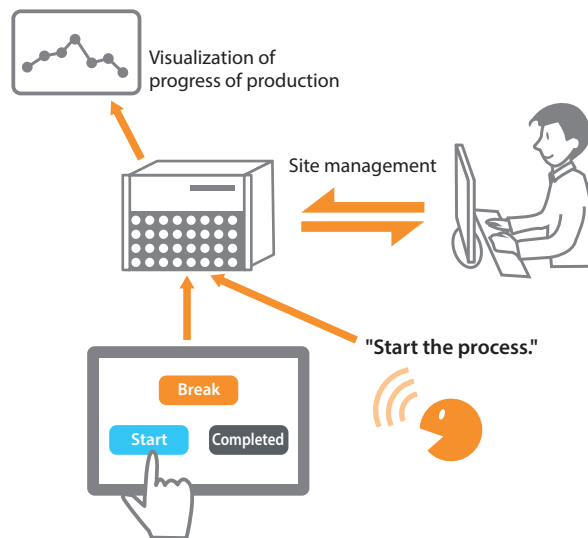 Visualization of
progress of production
Site management
"Start the process."
Break
Start
Completed